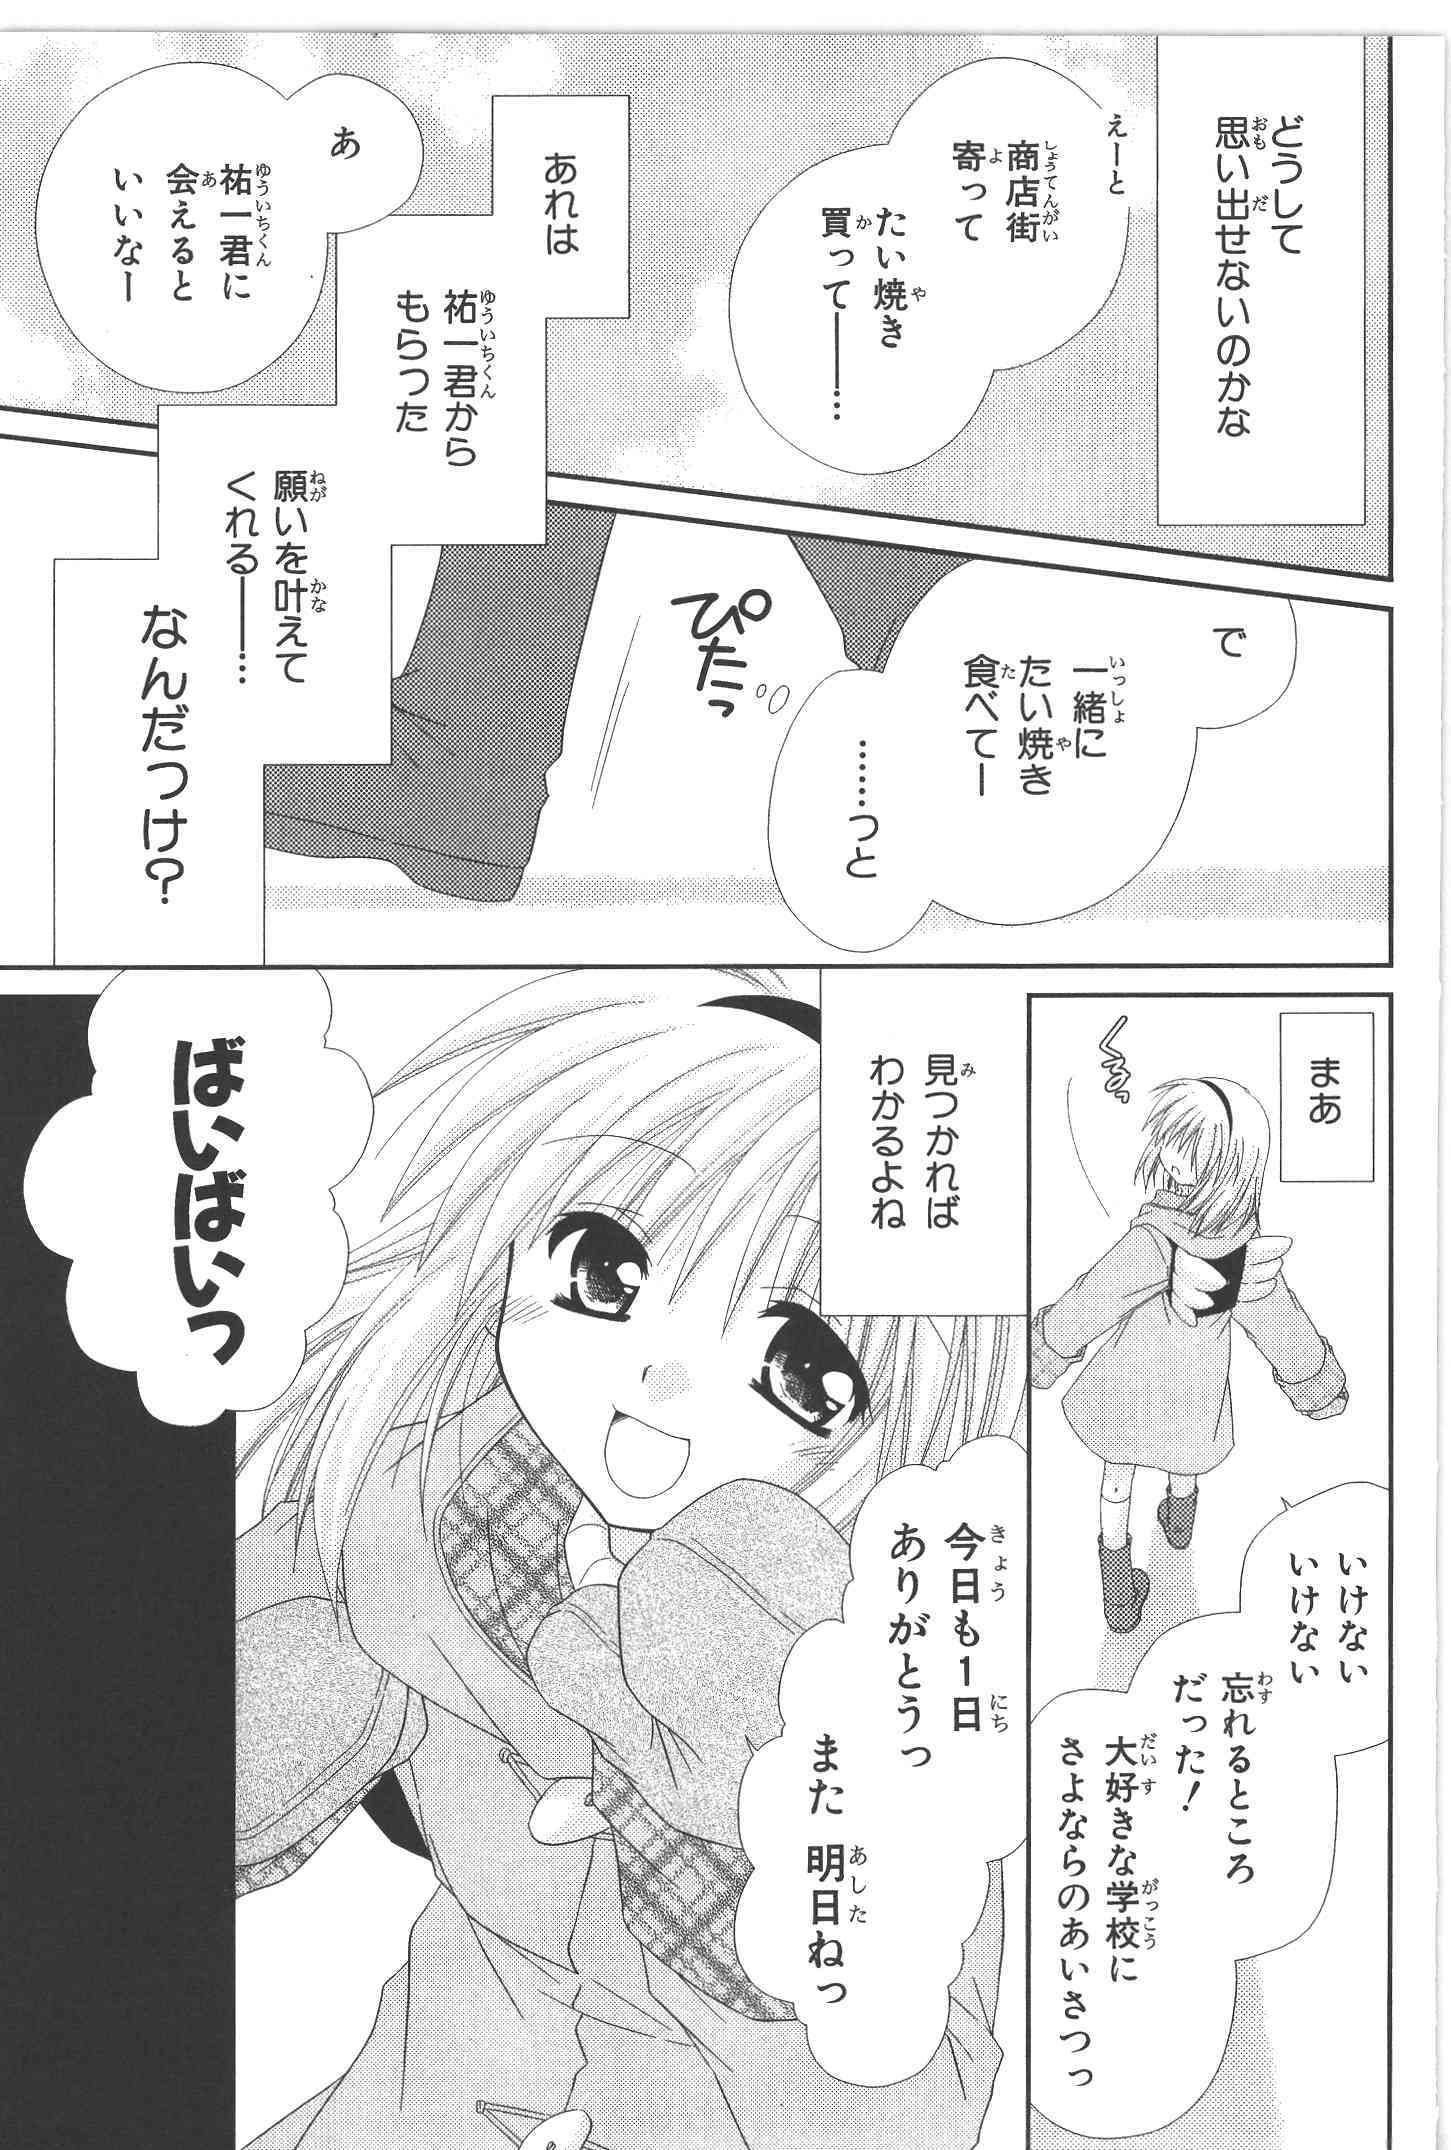 どうして
思い出せないのかな
えーと
商店街
寄って
たい焼き
買って――…
あれは
祐一君から
もらった
あ
祐一君に
会えると
いいなー
願いを叶えて
くれる――…
なんだっけ？
で
一緒に
たい焼き
食べてー
……っと
ぴたっ
まあ
くるっ
見つかれば
わかるよね
いけない
いけない
忘れるところ
だった！
大好きな学校に
さよならのあいさつっ
今日も1日
ありがとうっ
また明日ねっ
ばいばいっ